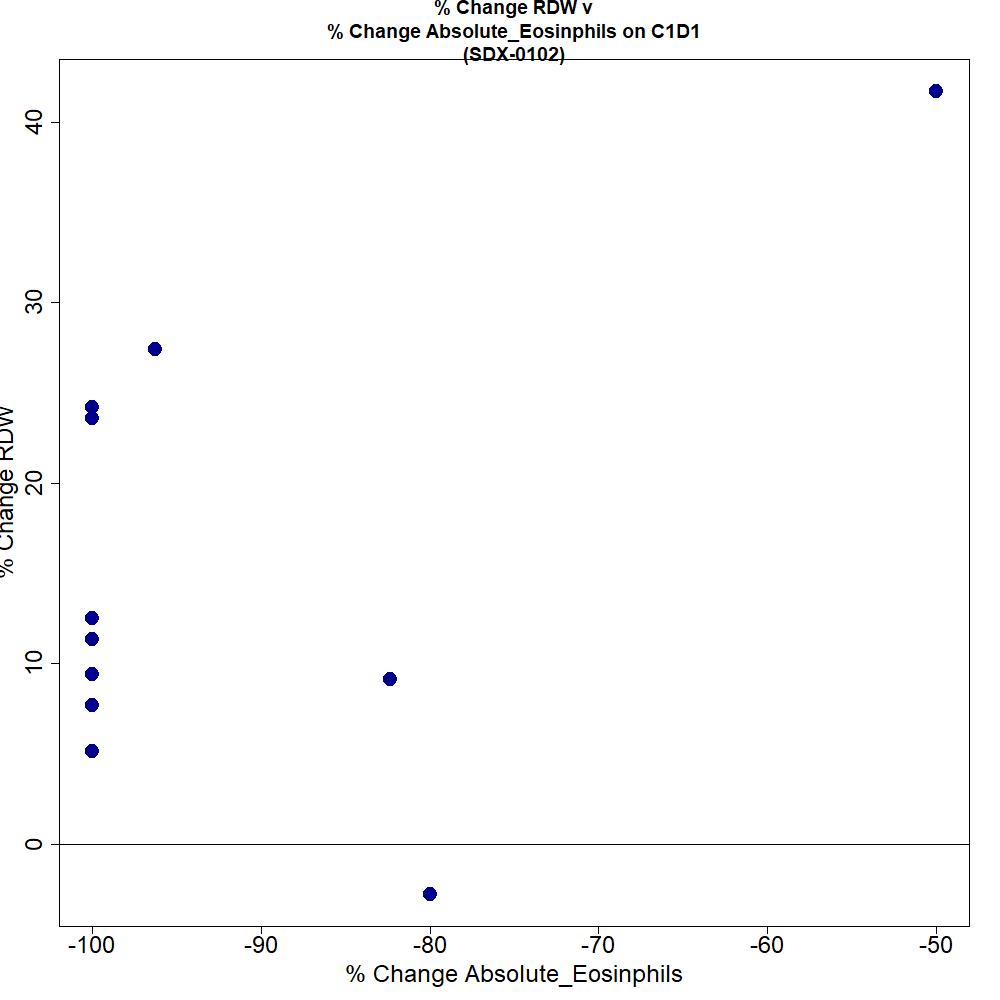 % Change RDW v
% Change Absolute_Eosinphils on C1D1
(SDX-0102)
% Change RDW
40
30
20
10
0
-100 -90 -80 -70 -60 -50
% Change Absolute_Eosinphils